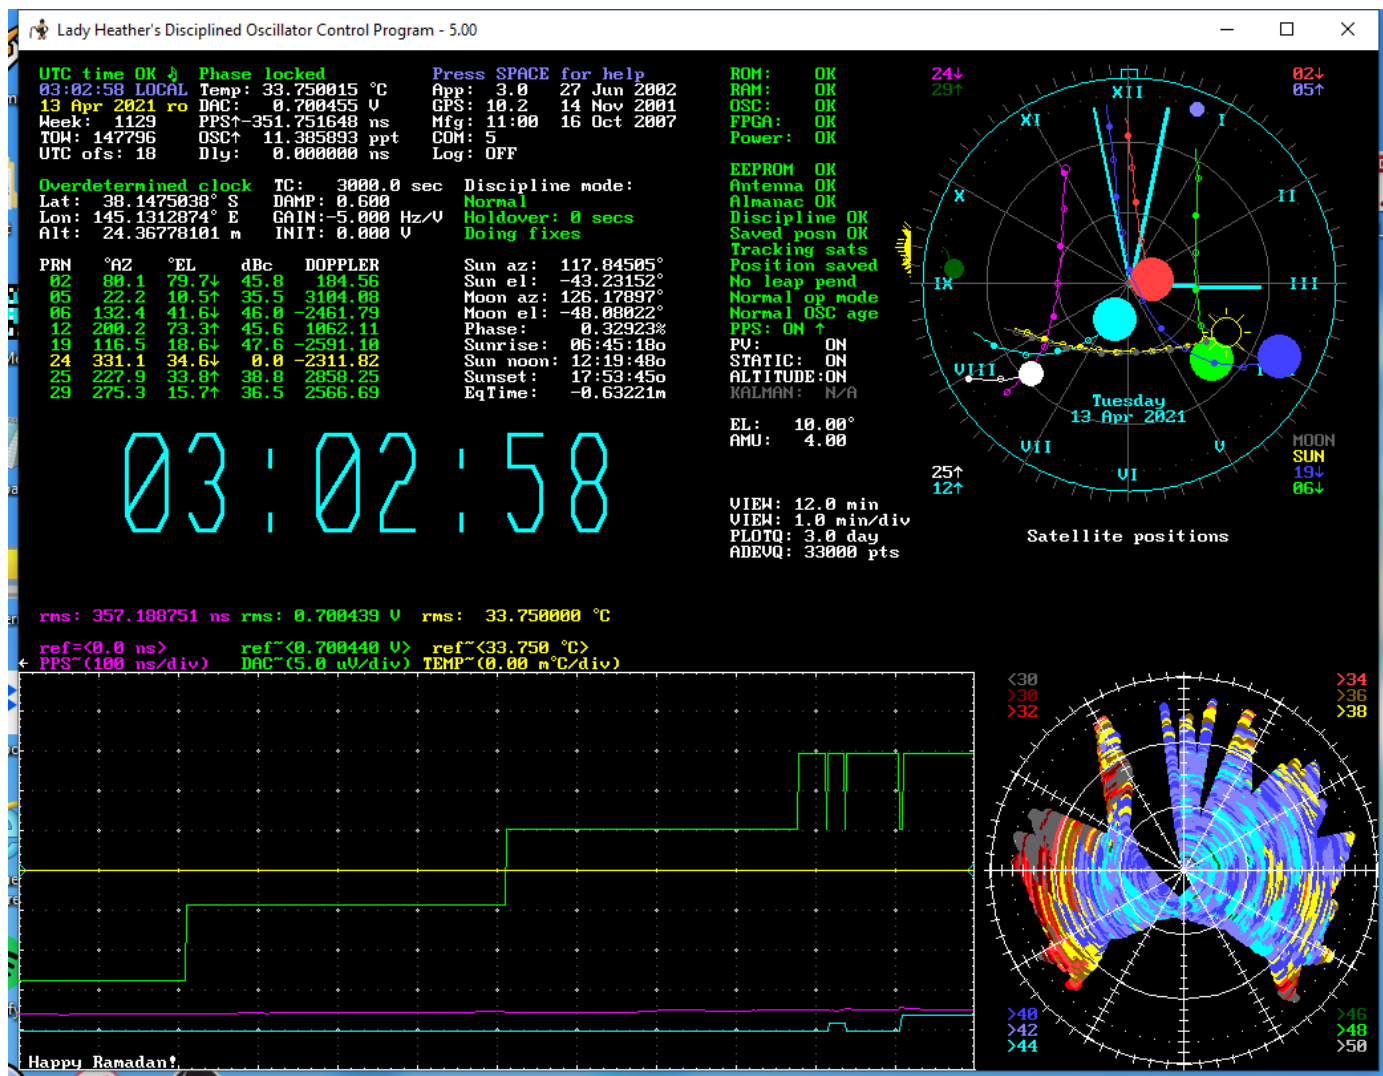 Lady Heather's Disciplined Oscillator Control Program - 5.00
UTC time OK Phase locked Press SPACE for help
03:02:58 LOCAL Temp: 33.750015 °C App: 3.0 27 Jun 2002
13 Apr 2021 ro DAC: 0.700455 V GPS: 10.2 14 Nov 2001
Week: 1129 PPS↑-351.751648 ns Mfg: 11:00 16 Oct 2007
TOW: 147796 OSC↑ 11.385893 ppt COM: 5
UTC ofs: 18 Dly: 0.000000 ns Log: OFF
Overdetermined clock TC: 3000.0 sec Discipline mode:
Lat: 38.1475038° S DAMP: 0.600 Normal
Lon: 145.1312874° E GAIN:-5.000 Hz/V Holdover: 0 secs
Alt: 24.36778101 m INIT: 0.000 V Doing fixes
PRN °AZ °EL dBc DOPPLER
02 80.1 79.7↓ 45.8 184.56
05 22.2 10.5↑ 35.5 3104.08
06 132.4 41.6↓ 46.0 -2461.79
12 200.2 73.3↑ 45.6 1062.11
19 116.5 18.6↓ 47.6 -2591.10
24 331.1 34.6↓ 0.0 -2311.82
25 227.9 33.8↑ 38.8 2858.25
29 275.3 15.7↑ 36.5 2566.69
Sun az: 117.84505°
Sun el: -43.23152°
Moon az: 126.17897°
Moon el: -48.08022°
Phase: 0.32923%
Sunrise: 06:45:18o
Sun noon: 12:19:48o
Sunset: 17:53:45o
EqTime: -0.63221m
03:02:58
ROM: OK
RAM: OK
OSC: OK
FPGA: OK
Power: OK
EEPROM OK
Antenna OK
Almanac OK
Discipline OK
Saved posn OK
Tracking sats
Position saved
No leap pend
Normal op mode
Normal OSC age
PPS: ON ↑
PV: ON
STATIC: ON
ALTITUDE:ON
KALMAN: N/A
EL: 10.00°
AMU: 4.00
VIEW: 12.0 min
VIEW: 1.0 min/div
PLOTQ: 3.0 day
ADEVQ: 33000 pts
24↓
29↑
02↓
05↑
XII
XI
I
X
II
IX
III
VIII
Tuesday
13 Apr 2021
VII
V
VI
25↑
12↑
MOON
SUN
19↓
06↓
Satellite positions
rms: 357.188751 ns rms: 0.700439 V rms: 33.750000 °C
ref=<0.0 ns> ref~<0.700440 V> ref~<33.750 °C>
← PPS~(100 ns/div) DAC~(5.0 uV/div) TEMP~(0.00 m°C/div)
<30
>30
>32
>34
>36
>38
>40
>42
>44
>46
>48
>50
Happy Ramadan!